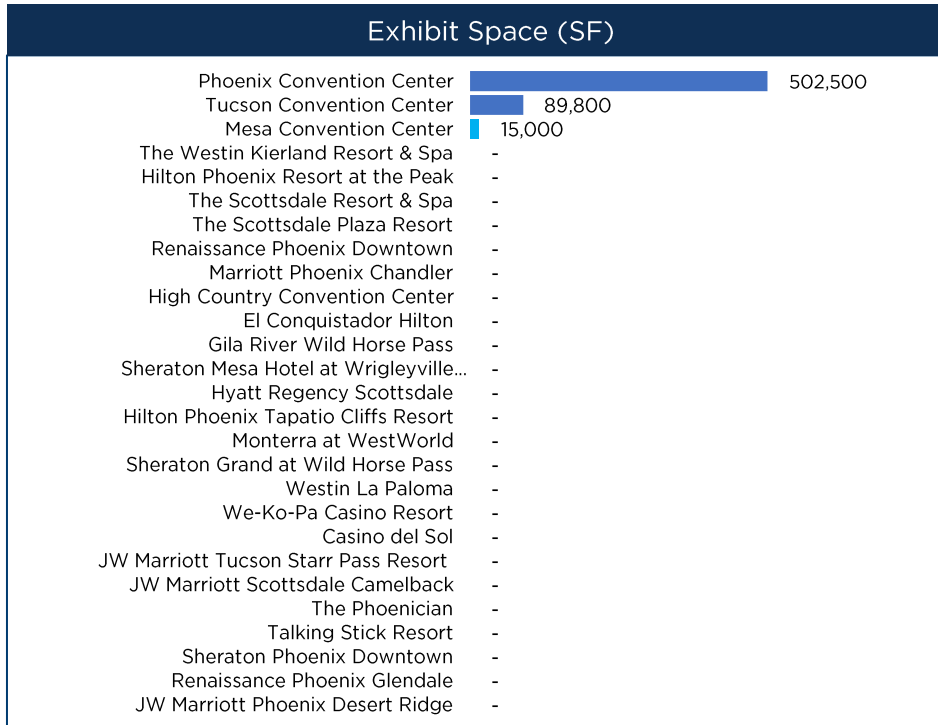 Exhibit Space (SF)
Phoenix Convention Center 502,500
Tucson Convention Center 89,800
Mesa Convention Center 15,000
The Westin Kierland Resort & Spa -
Hilton Phoenix Resort at the Peak -
The Scottsdale Resort & Spa -
The Scottsdale Plaza Resort -
Renaissance Phoenix Downtown -
Marriott Phoenix Chandler -
High Country Convention Center -
El Conquistador Hilton -
Gila River Wild Horse Pass -
Sheraton Mesa Hotel at Wrigleyville... -
Hyatt Regency Scottsdale -
Hilton Phoenix Tapatio Cliffs Resort -
Monterra at WestWorld -
Sheraton Grand at Wild Horse Pass -
Westin La Paloma -
We-Ko-Pa Casino Resort -
Casino del Sol -
JW Marriott Tucson Starr Pass Resort -
JW Marriott Scottsdale Camelback -
The Phoenician -
Talking Stick Resort -
Sheraton Phoenix Downtown -
Renaissance Phoenix Glendale -
JW Marriott Phoenix Desert Ridge -